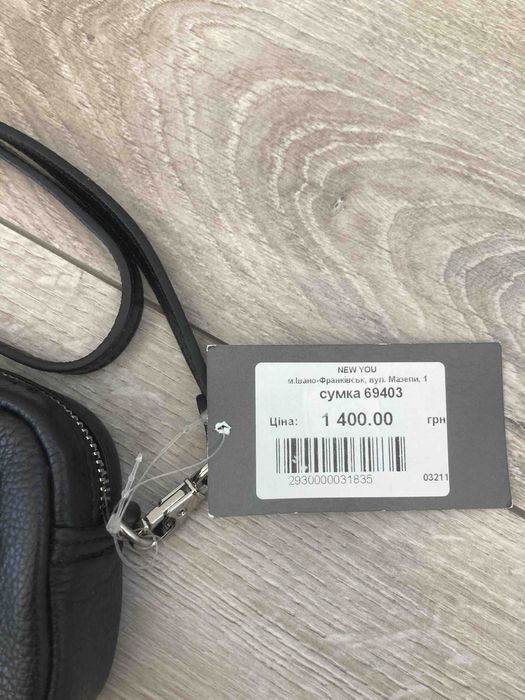 NEW YOU
м.Івано-Франківськ, вул. Мазепи, 1
сумка 69403
Ціна: 1 400.00 грн
2930000031835 03211